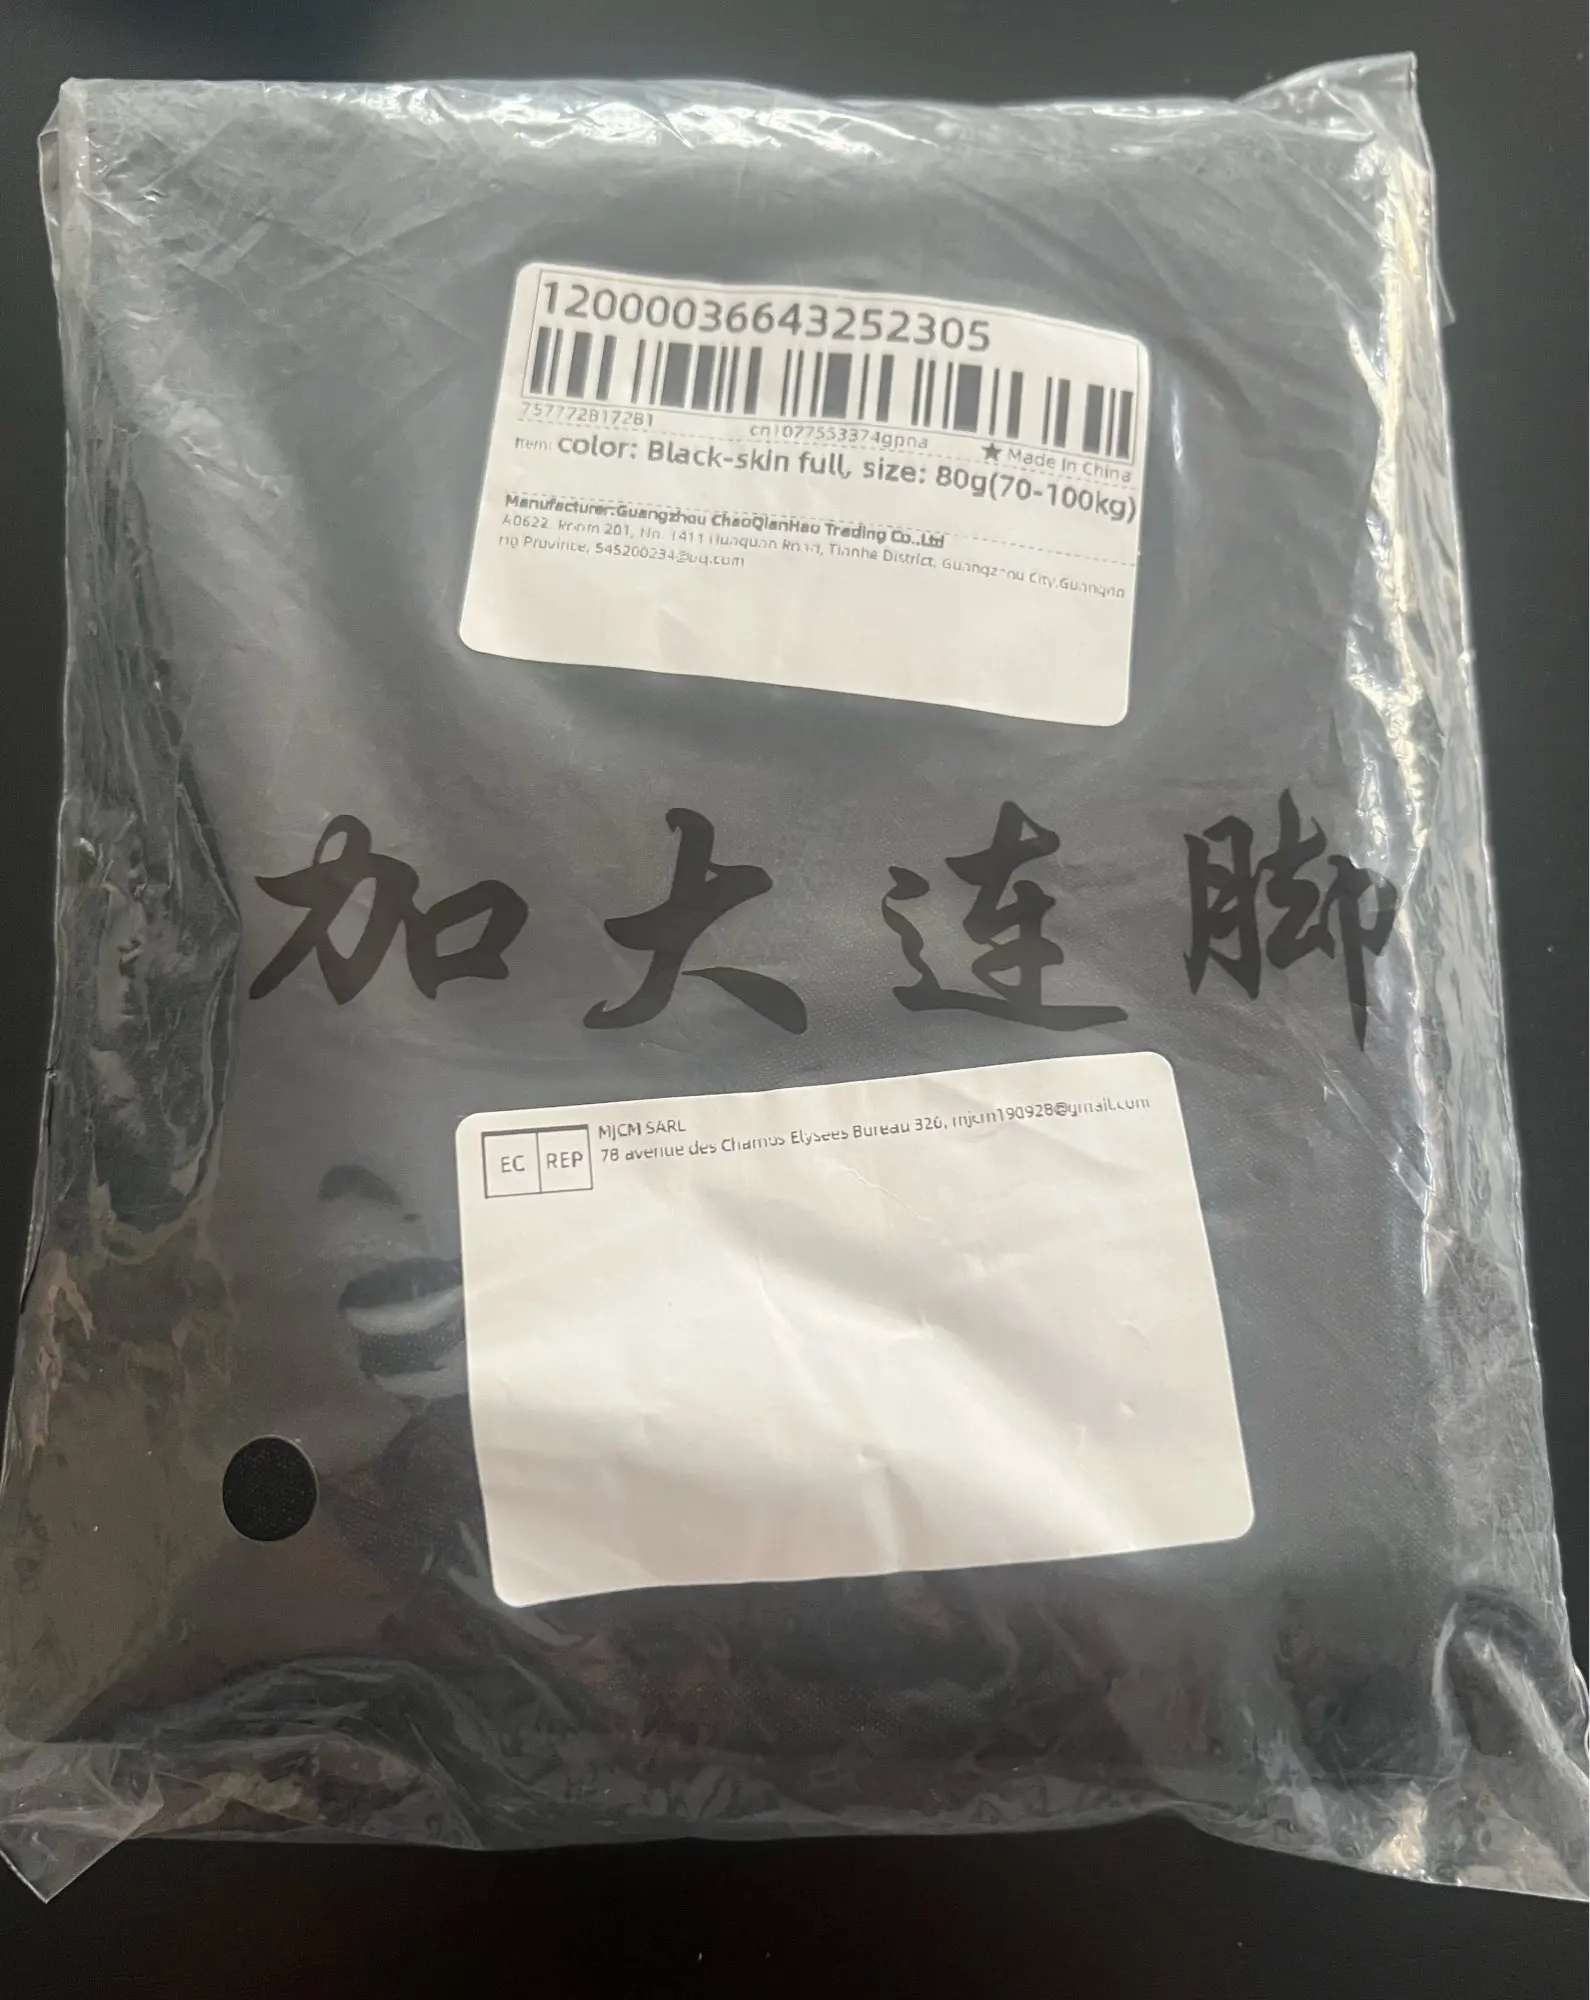 12000036643252305
757772817281
cn1077553374gpna
★ Made In China
Item: color: Black-skin full, size: 80g(70-100kg)
Manufacturer:Guangzhou ChaoQianHao Trading Co.,Ltd
A0622, Room 201, No. 1411 Huaquan Road, Tianhe District, Guangzhou City,Guangdo
ng Province, 545200234@qq.com
加大连脚
EC REP
MJCM SARL
78 avenue des Champs Elysees Bureau 326, mjcm190928@gmail.com